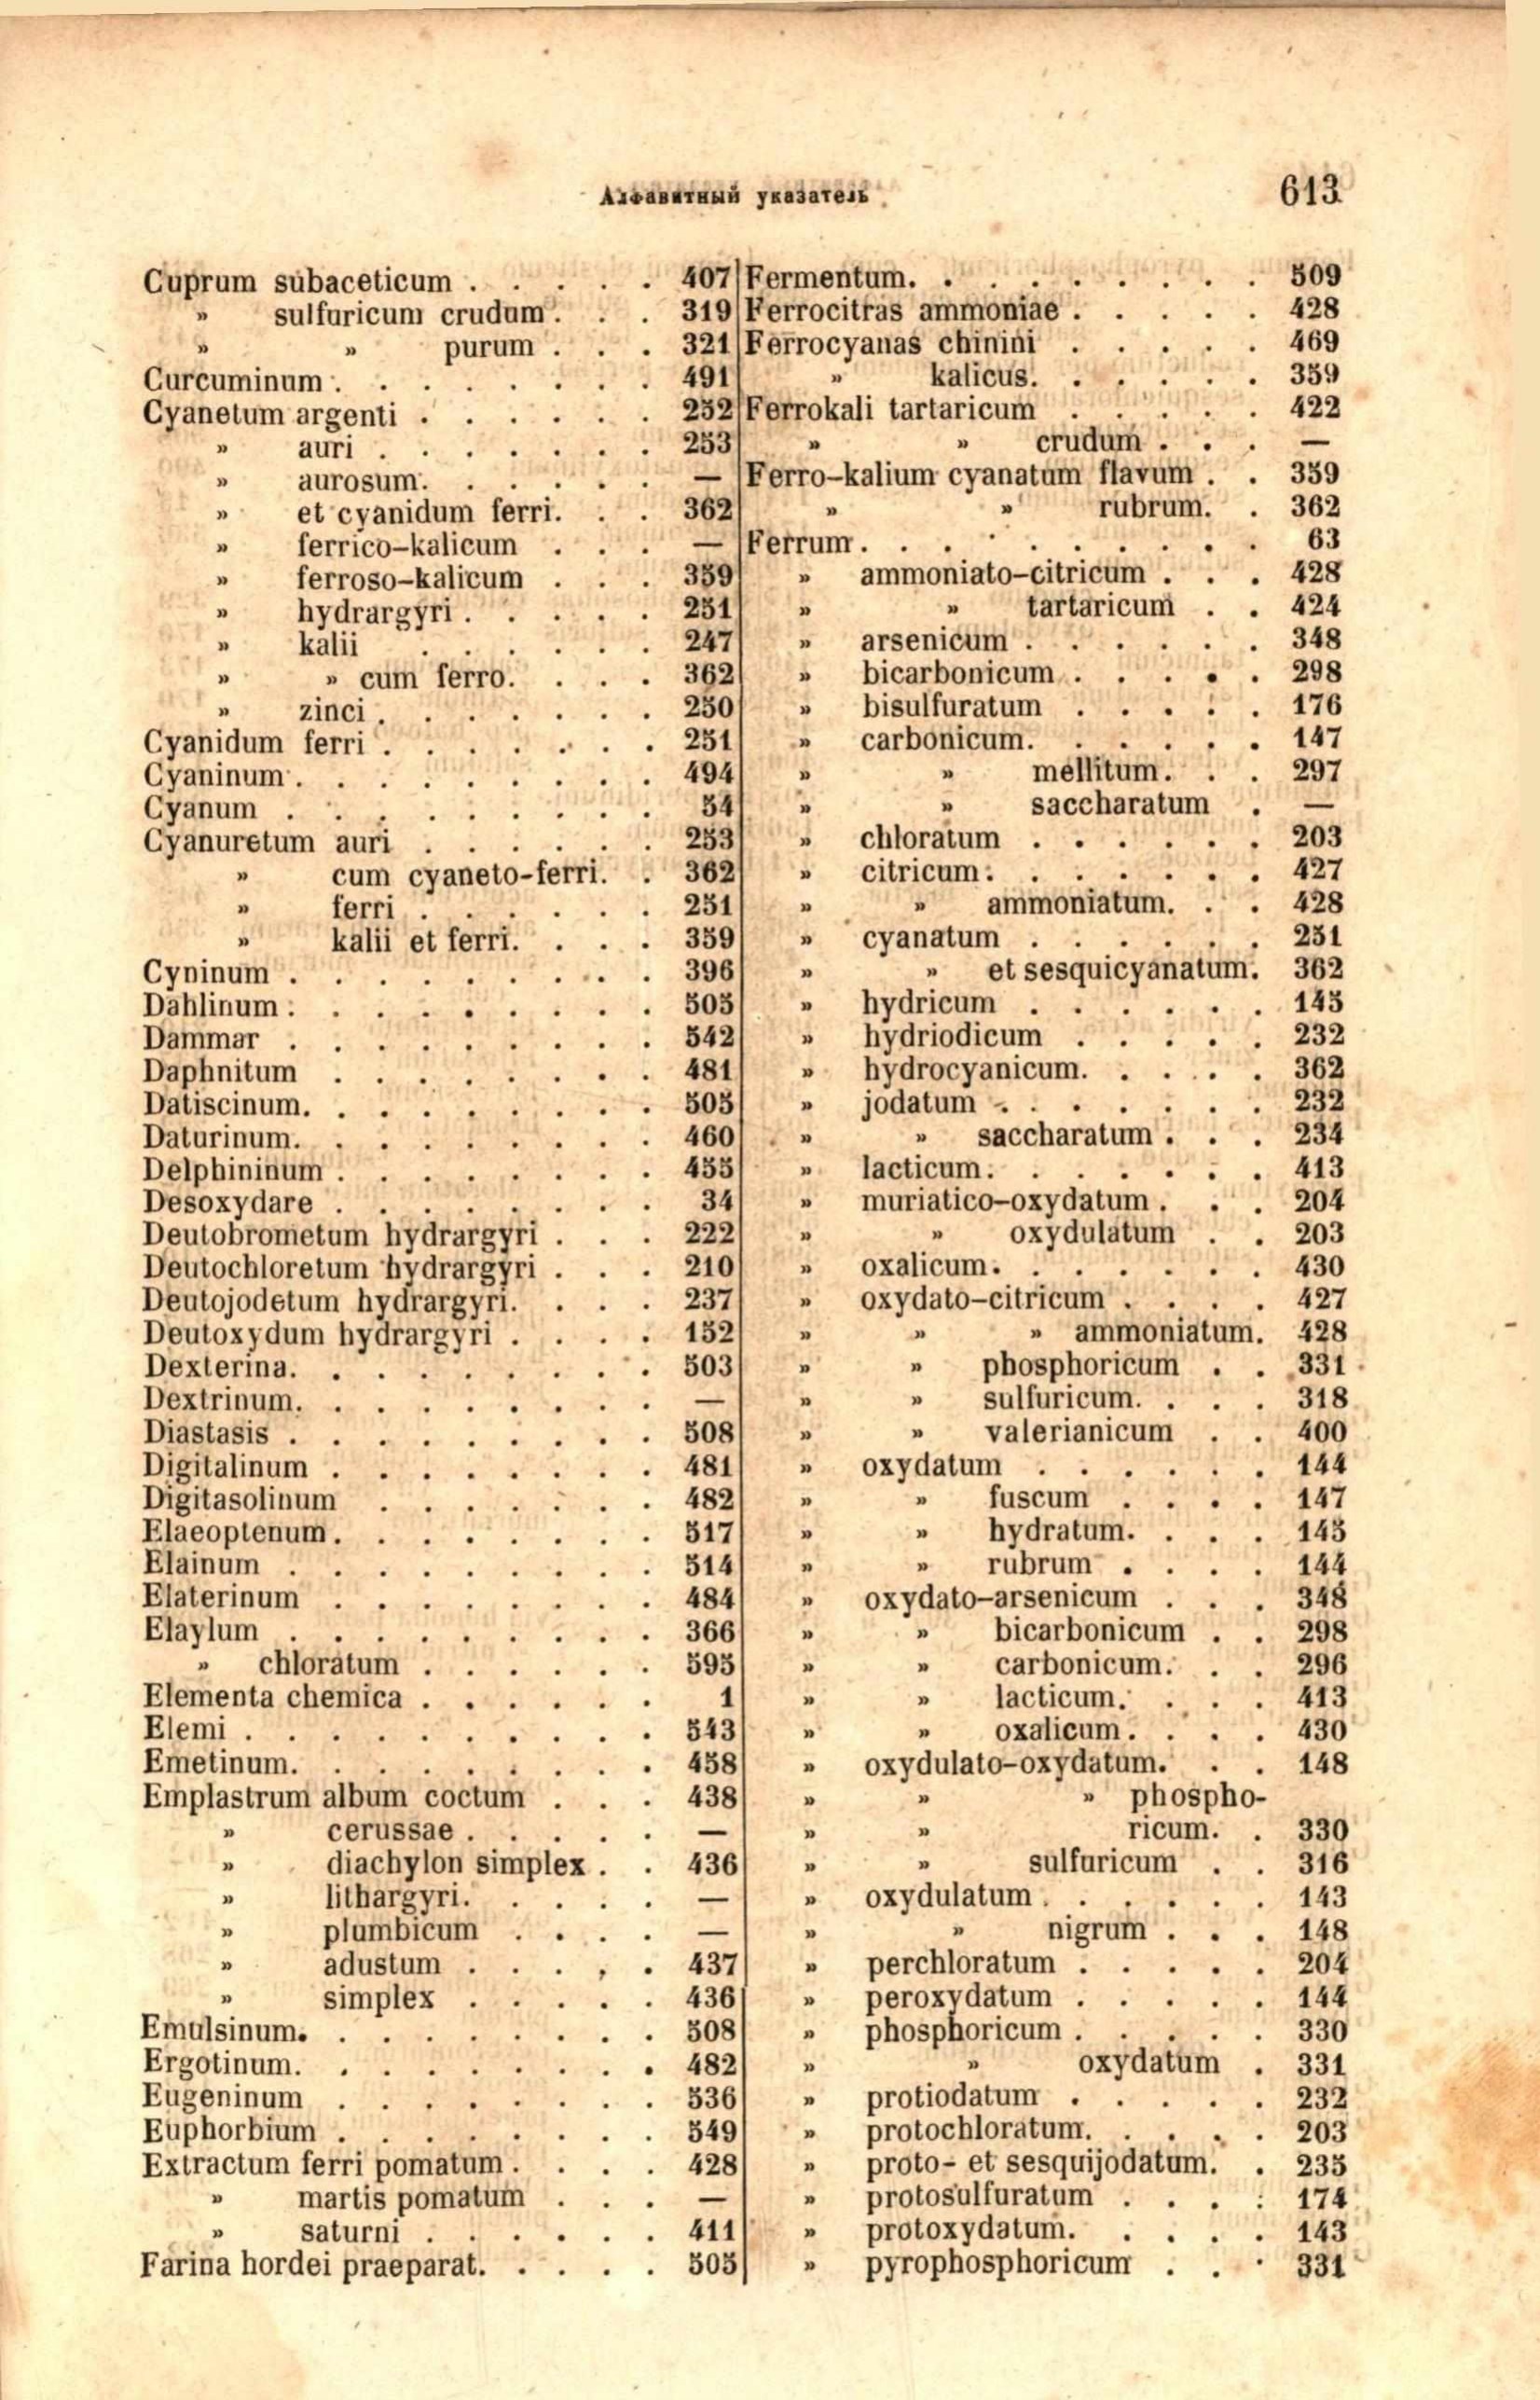 Алфавитный указатель
613
Cuprum subaceticum . . . . . 407
» sulfuricum crudum . . . 319
» » purum . . . 321
Curcuminum . . . . . . . . 491
Cyanetum argenti . . . . . . 252
» auri . . . . . . . 253
» aurosum. . . . . . —
» et cyanidum ferri. . . 362
» ferrico-kalicum . . . —
» ferroso-kalicum . . . 359
» hydrargyri . . . . . 251
» kalii . . . . . . 247
» » cum ferro. . . . 362
» zinci . . . . . . . 250
Cyanidum ferri . . . . . . . 251
Cyaninum . . . . . . . . . 494
Cyanum . . . . . . . . . 54
Cyanuretum auri . . . . . . 253
» cum cyaneto-ferri. . 362
» ferri . . . . . . 251
» kalii et ferri. . . . 359
Cyninum . . . . . . . . . 396
Dahlinum . . . . . . . . . 505
Dammar . . . . . . . . . 542
Daphnitum . . . . . . . . 481
Datiscinum. . . . . . . . . 505
Daturinum. . . . . . . . . 460
Delphininum . . . . . . . . 455
Desoxydare . . . . . . . . 34
Deutobrometum hydrargyri . . . 222
Deutochloretum hydrargyri . . . 210
Deutojodetum hydrargyri. . . . 237
Deutoxydum hydrargyri . . . . 152
Dexterina. . . . . . . . . 503
Dextrinum. . . . . . . . . —
Diastasis . . . . . . . . . 508
Digitalinum . . . . . . . . 481
Digitasolinum . . . . . . . 482
Elaeoptenum. . . . . . . . 517
Elainum . . . . . . . . . 514
Elaterinum . . . . . . . . 484
Elaylum . . . . . . . . . 366
» chloratum . . . . . . 595
Elementa chemica . . . . . . 1
Elemi . . . . . . . . . . 543
Emetinum. . . . . . . . . 458
Emplastrum album coctum . . . 438
» cerussae . . . . . —
» diachylon simplex . . 436
» lithargyri. . . . . —
» plumbicum . . . . —
» adustum . . . . . 437
» simplex . . . . . 436
Emulsinum. . . . . . . . . 508
Ergotinum. . . . . . . . . 482
Eugeninum . . . . . . . . 536
Euphorbium . . . . . . . . 549
Extractum ferri pomatum . . . . 428
» martis pomatum . . . —
» saturni . . . . . . 411
Farina hordei praeparat. . . . . 505
Fermentum. . . . . . . . . 509
Ferrocitras ammoniae . . . . . 428
Ferrocyanas chinini . . . . . 469
» kalicus. . . . . . 359
Ferrokali tartaricum . . . . . 422
» » crudum . . . —
Ferro-kalium cyanatum flavum . . 359
» » rubrum. . 362
Ferrum. . . . . . . . . . 63
» ammoniato-citricum . . . 428
» » tartaricum . . 424
» arsenicum . . . . . . 348
» bicarbonicum . . . . . 298
» bisulfuratum . . . . . 176
» carbonicum. . . . . . 147
» » mellitum. . . 297
» » saccharatum . —
» chloratum . . . . . . 203
» citricum. . . . . . . 427
» » ammoniatum. . . 428
» cyanatum . . . . . . 251
» » et sesquicyanatum. 362
» hydricum . . . . . . 145
» hydriodicum . . . . . 232
» hydrocyanicum. . . . . 362
» jodatum . . . . . . . 232
» » saccharatum . . . 234
» lacticum. . . . . . . 413
» muriatico-oxydatum . . . 204
» » oxydulatum . . 203
» oxalicum. . . . . . . 430
» oxydato-citricum . . . . 427
» » » ammoniatum. 428
» » phosphoricum . . 331
» » sulfuricum. . . . 318
» » valerianicum . . 400
» oxydatum . . . . . . 144
» » fuscum . . . . 147
» » hydratum. . . . 145
» » rubrum . . . . 144
» oxydato-arsenicum . . . 348
» » bicarbonicum . . 298
» » carbonicum. . . 296
» » lacticum. . . . 413
» » oxalicum. . . . 430
» oxydulato-oxydatum. . . 148
» » » phospho-
» » ricum. . 330
» » sulfuricum . . 316
» oxydulatum . . . . . . 143
» » nigrum . . . 148
» perchloratum . . . . . 204
» peroxydatum . . . . . 144
» phosphoricum . . . . . 330
» » oxydatum . 331
» protiodatum . . . . . 232
» protochloratum. . . . . 203
» proto- et sesquijodatum. . 235
» protosulfuratum . . . . 174
» protoxydatum. . . . . 143
» pyrophosphoricum . . . 331